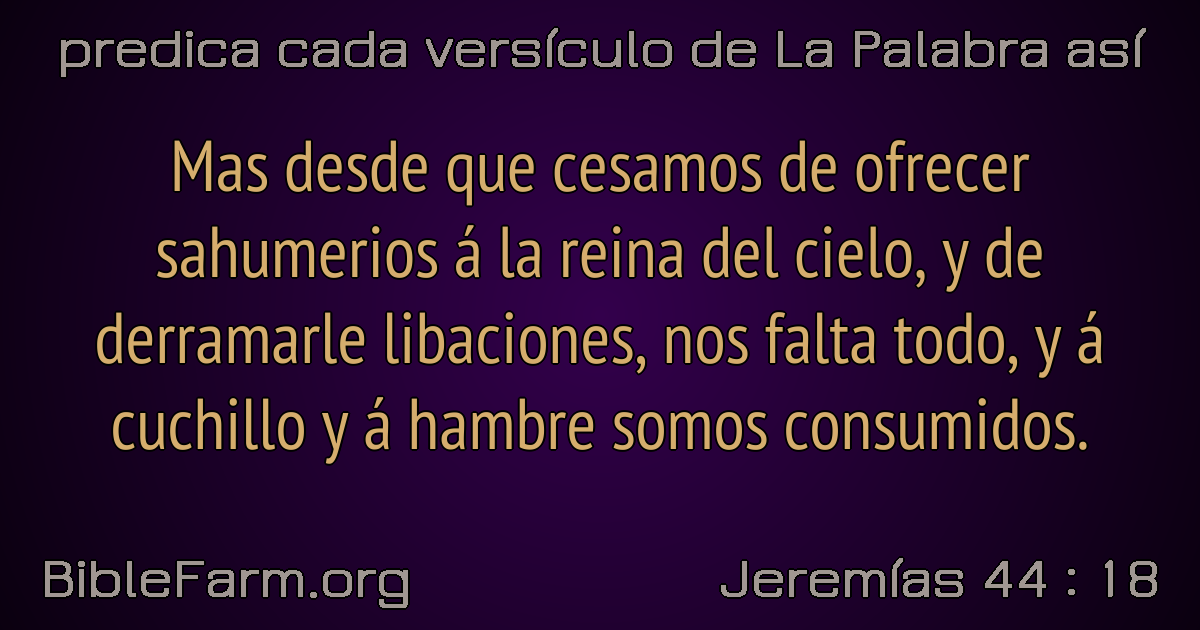 predica cada versículo de La Palabra así
Mas desde que cesamos de ofrecer
sahumerios á la reina del cielo, y de
derramarle libaciones, nos falta todo, y á
cuchillo y á hambre somos consumidos.
BibleFarm.org
Jeremías 44 : 18